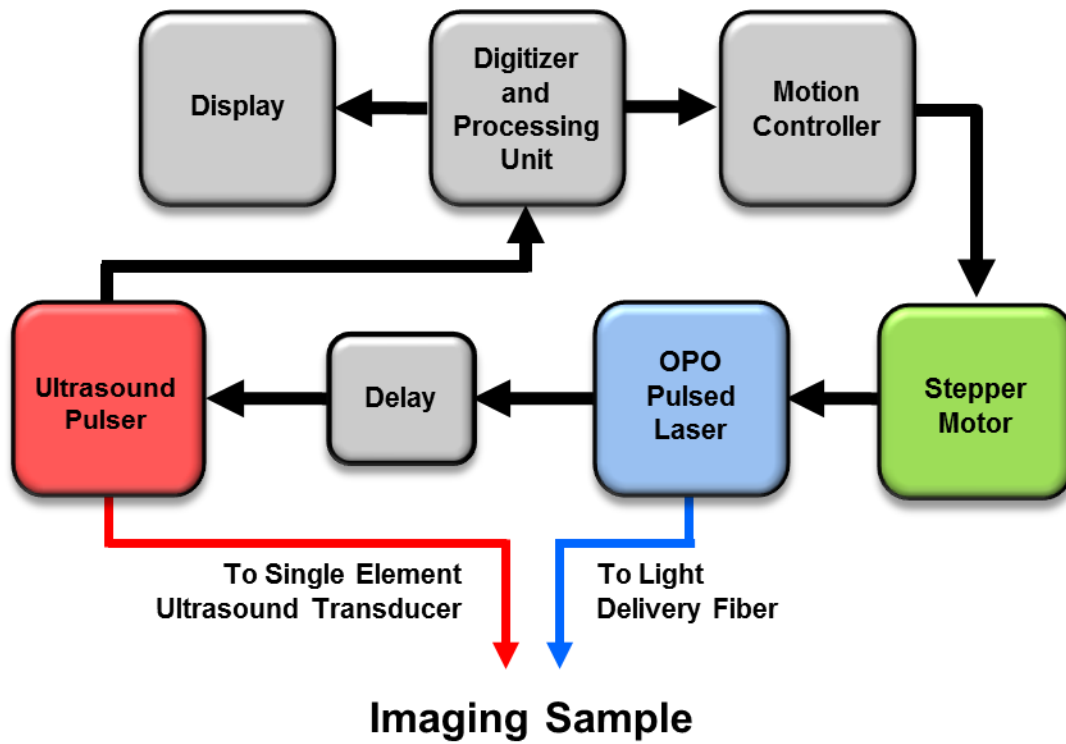 Display
Digitizer
and
Processing
Unit
Motion
Controller
Ultrasound
Pulser
Delay
OPO
Pulsed
Laser
Stepper
Motor
To Single Element
Ultrasound Transducer
To Light
Delivery Fiber
Imaging Sample